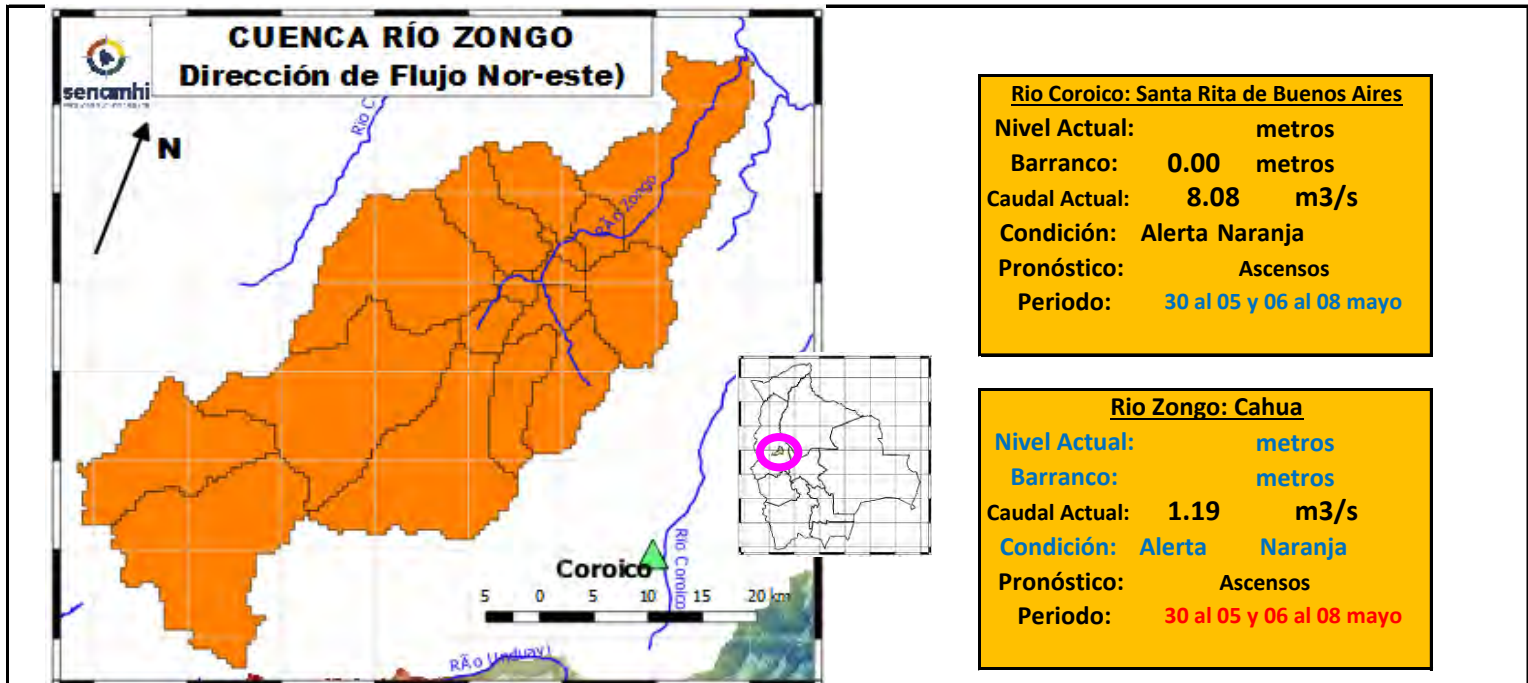 CUENCA RÍO ZONGO
Dirección de Flujo Nor-este)
senamhi
N
Río C
RÃ­o Zongo
Coroico
Río Coroico
5 0 5 10 15 20 km
RÃ­o Unduavi
Rio Coroico: Santa Rita de Buenos Aires
Nivel Actual: metros
Barranco: 0.00 metros
Caudal Actual: 8.08 m3/s
Condición: Alerta Naranja
Pronóstico: Ascensos
Periodo: 30 al 05 y 06 al 08 mayo
Rio Zongo: Cahua
Nivel Actual: metros
Barranco: metros
Caudal Actual: 1.19 m3/s
Condición: Alerta Naranja
Pronóstico: Ascensos
Periodo: 30 al 05 y 06 al 08 mayo